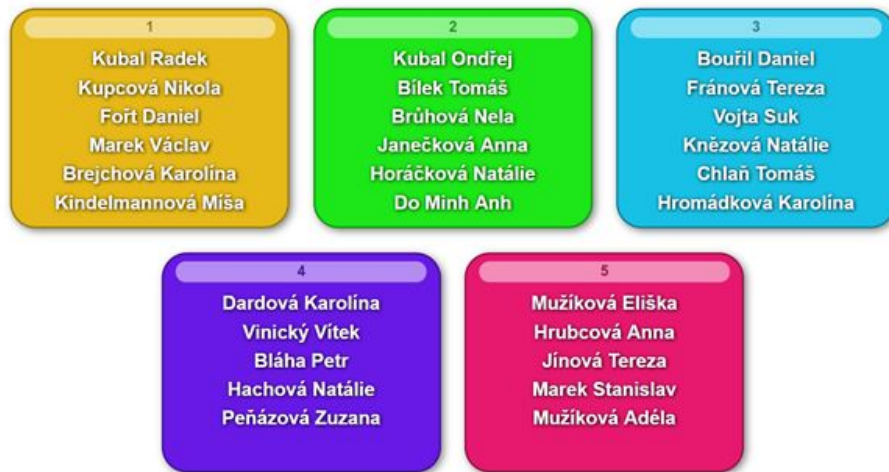 1
Kubal Radek
Kupcová Nikola
Fořt Daniel
Marek Václav
Brejchová Karolína
Kindelmannová Míša
2
Kubal Ondřej
Bílek Tomáš
Brůhová Nela
Janečková Anna
Horáčková Natálie
Do Minh Anh
3
Bouřil Daniel
Fránová Tereza
Vojta Suk
Knězová Natálie
Chlaň Tomáš
Hromádková Karolína
4
Dardová Karolína
Vinický Vítek
Bláha Petr
Hachová Natálie
Peňázová Zuzana
5
Mužíková Eliška
Hrubcová Anna
Jínová Tereza
Marek Stanislav
Mužíková Adéla